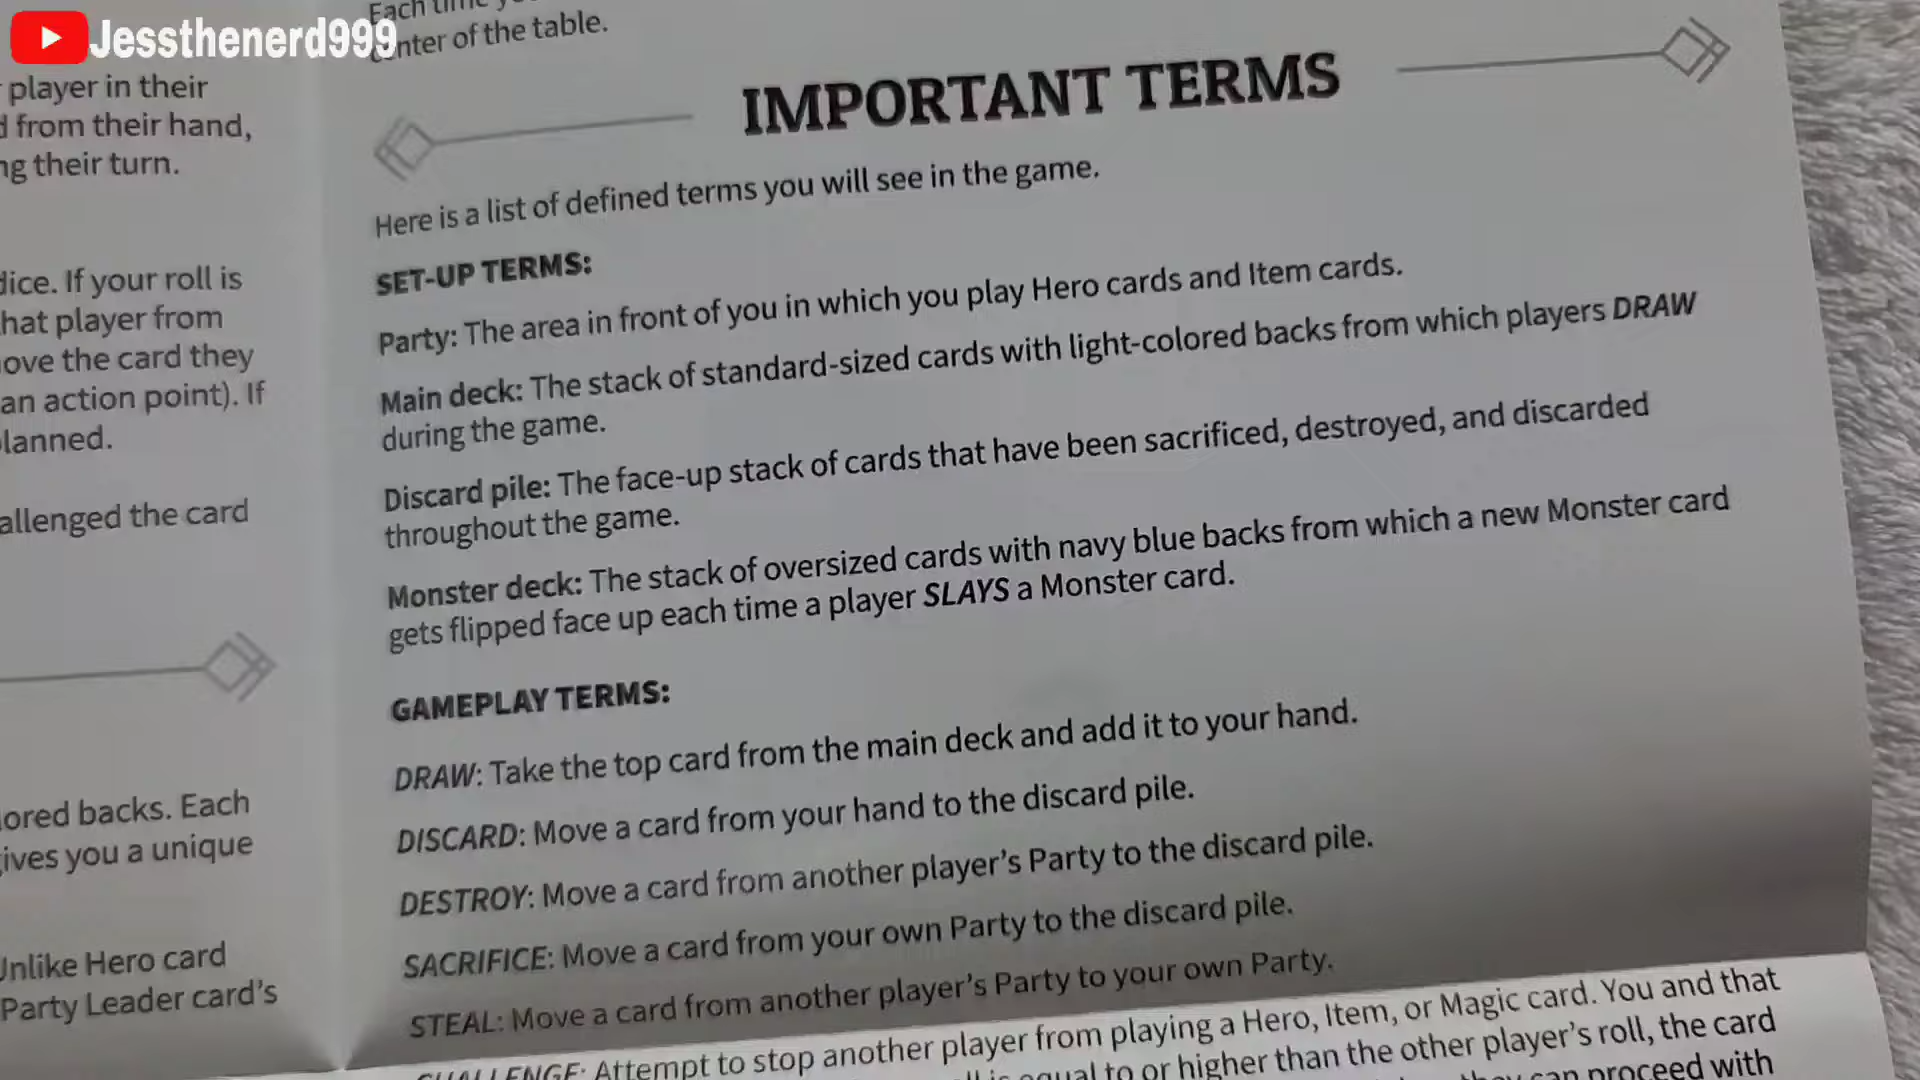 Jessthenerd999
player in their
from their hand,
their turn.
dice. If your roll is
that player from
the card they
an action point). If
the card
backs. Each
you a unique
Unlike Hero card
Party Leader card's
Each time
center of the table.
IMPORTANT TERMS
Here is a list of defined terms you will see in the game.
SET-UP TERMS:
Party: The area in front of you in which you play Hero cards and Item cards.
Main deck: The stack of standard-sized cards with light-colored backs from which players DRAW
during the game.
Discard pile: The face-up stack of cards that have been sacrificed, destroyed, and discarded
throughout the game.
Monster deck: The stack of oversized cards with navy blue backs from which a new Monster card
gets flipped face up each time a player SLAYS a Monster card.
GAMEPLAY TERMS:
DRAW: Take the top card from the main deck and add it to your hand.
DISCARD: Move a card from your hand to the discard pile.
DESTROY: Move a card from another player's Party to the discard pile.
SACRIFICE: Move a card from your own Party to the discard pile.
STEAL: Move a card from another player's Party to your own Party.
CHALLENGE: Attempt to stop another player from playing a Hero, Item, or Magic card. You and that
is equal to or higher than the other player's roll, the card
can proceed with